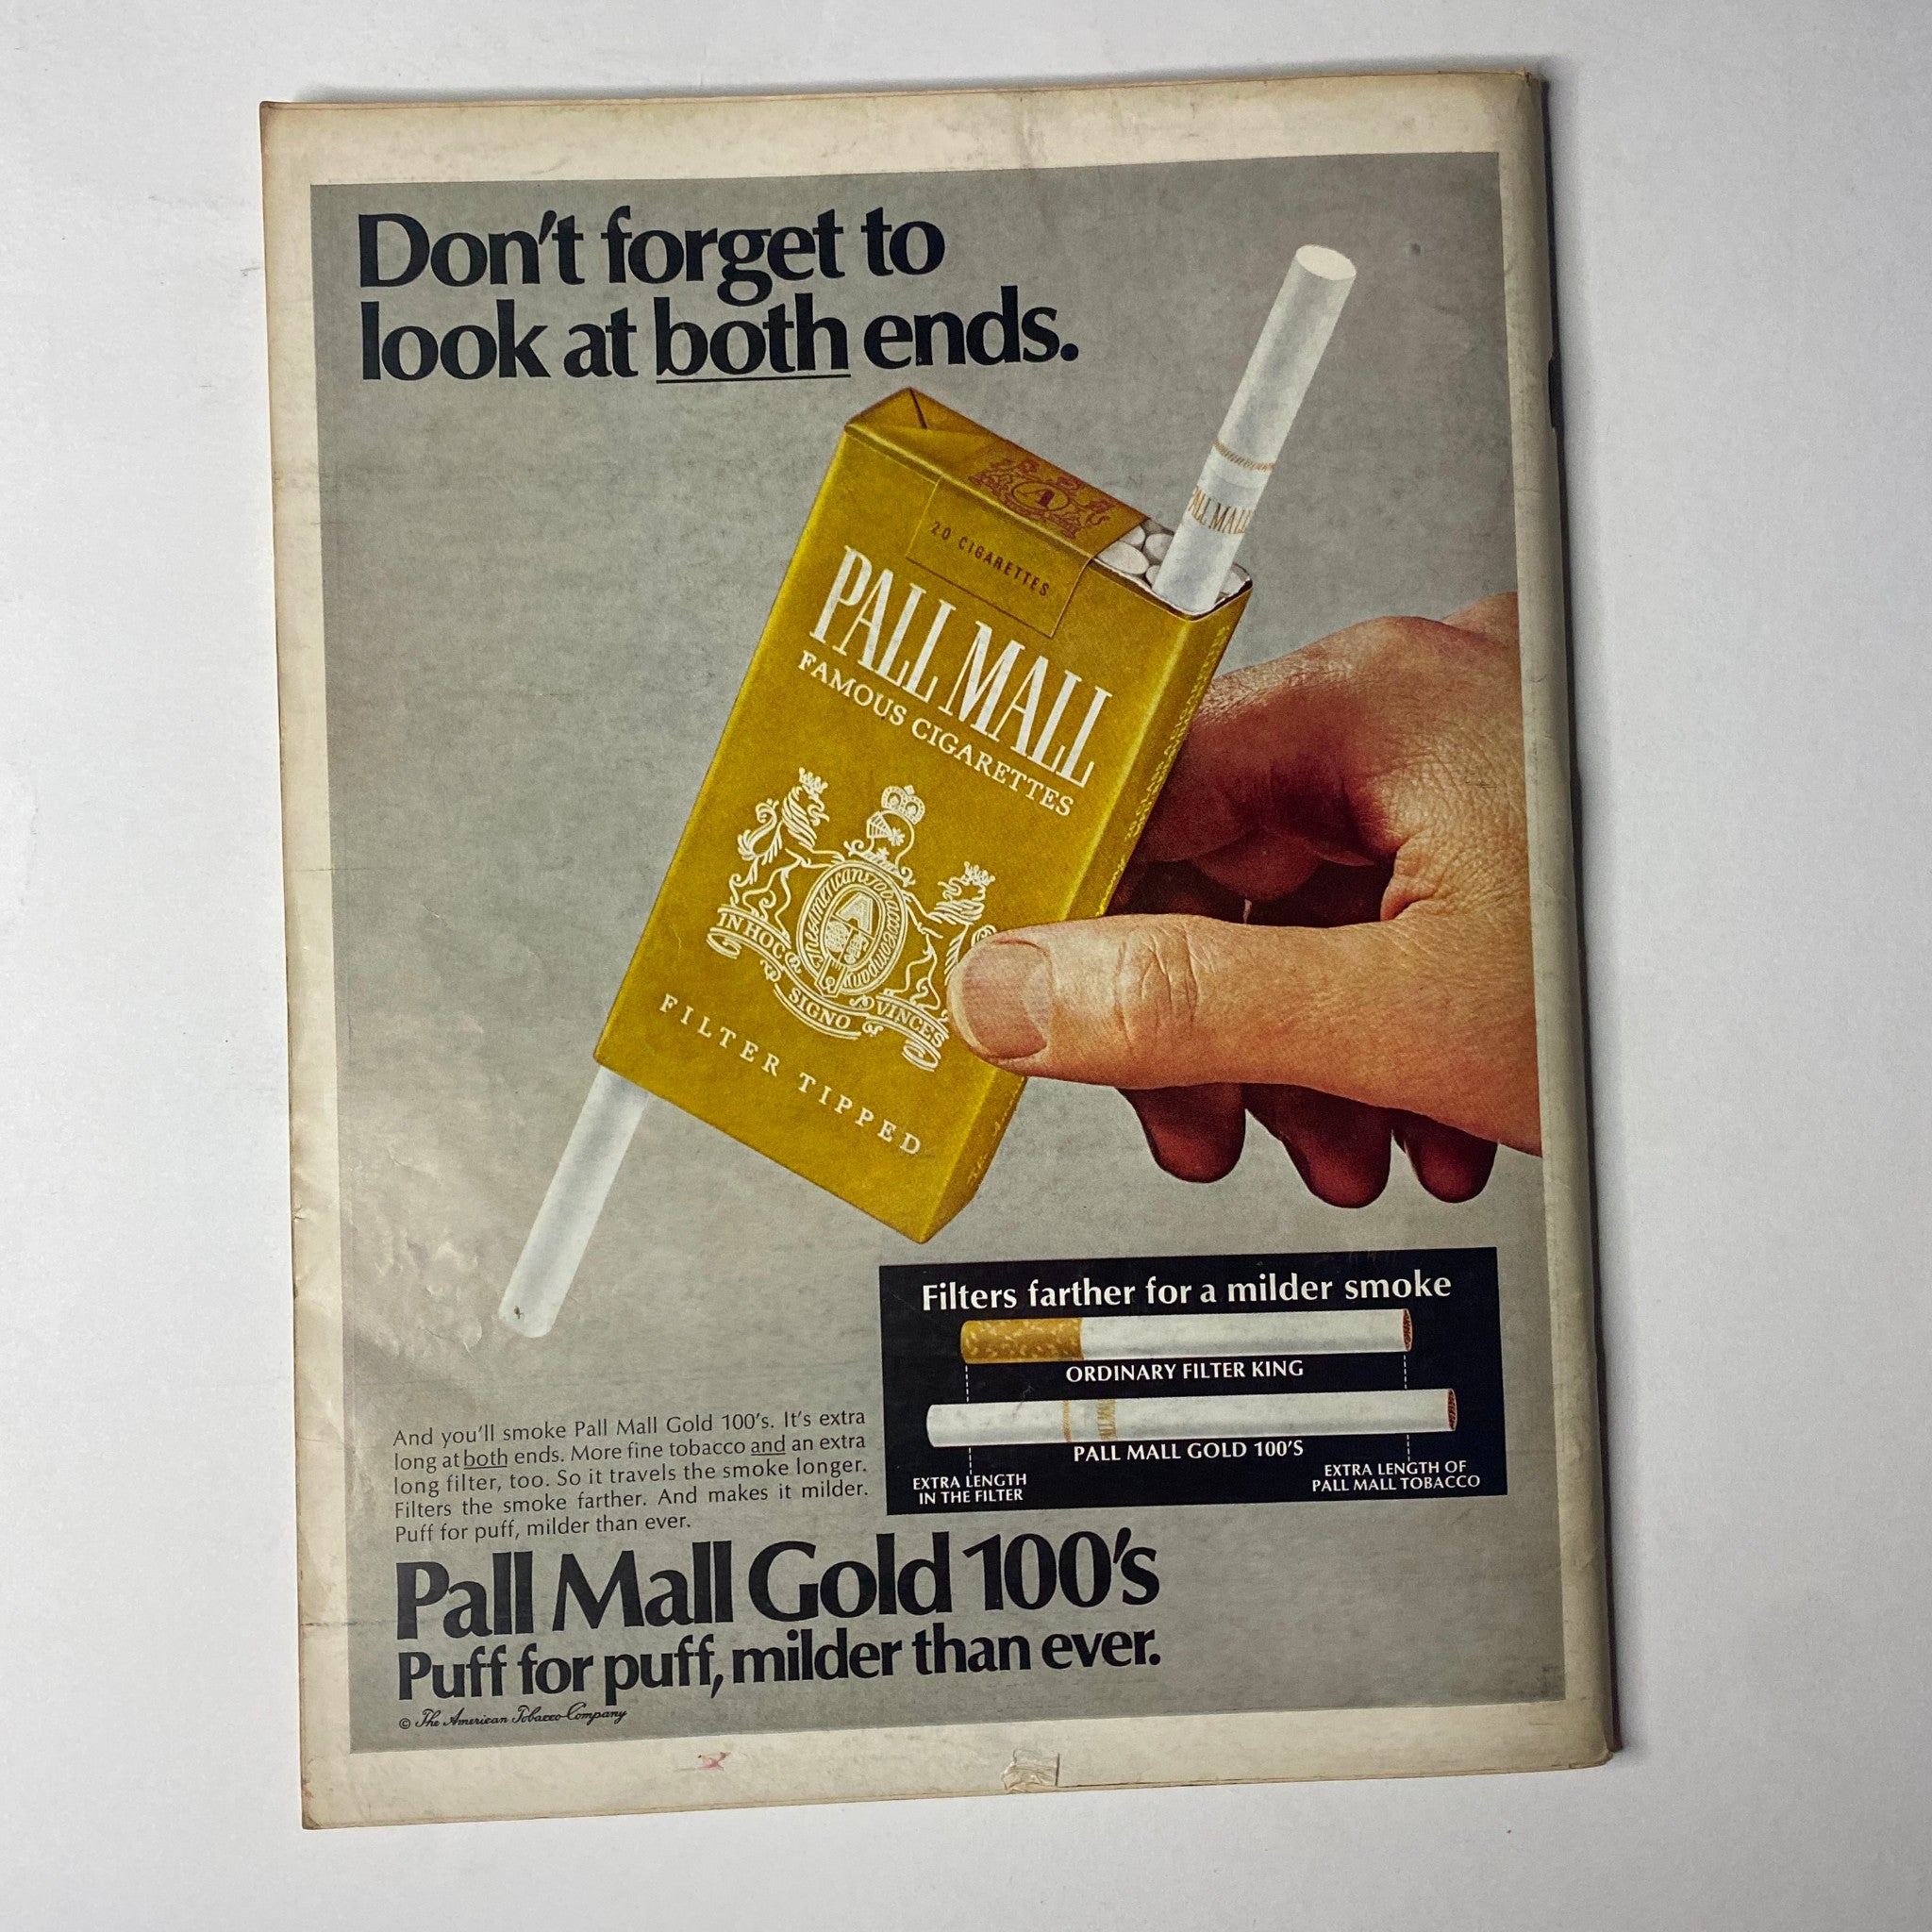 Don't forget to
look at both ends.
20 CIGARETTES
A
PALL MALL
PALL MALL
FAMOUS CIGARETTES
The American Tobacco Company
A
IN HOC
SIGNO
VINCES
FILTER TIPPED
Filters farther for a milder smoke
ORDINARY FILTER KING
PALL MALL GOLD 100'S
EXTRA LENGTH
IN THE FILTER
EXTRA LENGTH OF
PALL MALL TOBACCO
And you'll smoke Pall Mall Gold 100's. It's extra
long at both ends. More fine tobacco and an extra
long filter, too. So it travels the smoke longer.
Filters the smoke farther. And makes it milder.
Puff for puff, milder than ever.
Pall Mall Gold 100's
Puff for puff, milder than ever.
© The American Tobacco Company